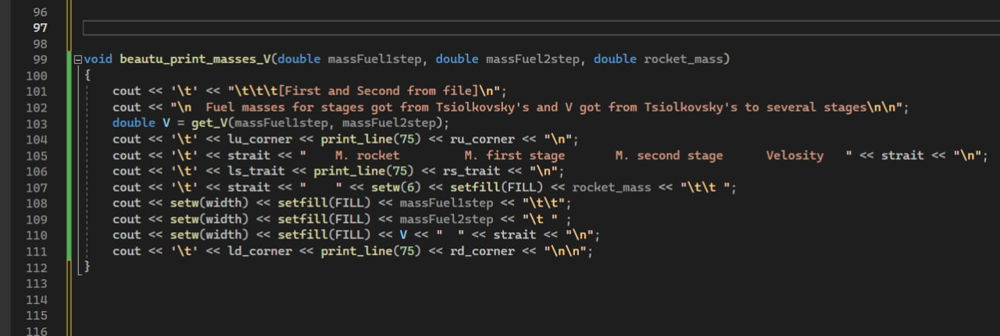 96
97
98
99 void beautu_print_masses_V(double massFuel1step, double massFuel2step, double rocket_mass)
100 {
101     cout << '\t' << "\t\t\t[First and Second from file]\n";
102     cout << "\n  Fuel masses for stages got from Tsiolkovsky's and V got from Tsiolkovsky's to several stages\n\n";
103     double V = get_V(massFuel1step, massFuel2step);
104     cout << '\t' << lu_corner << print_line(75) << ru_corner << "\n";
105     cout << '\t' << strait << "    M. rocket         M. first stage       M. second stage      Velosity   " << strait << "\n";
106     cout << '\t' << ls_trait << print_line(75) << rs_trait << "\n";
107     cout << '\t' << strait << "    " << setw(6) << setfill(FILL) << rocket_mass << "\t\t ";
108     cout << setw(width) << setfill(FILL) << massFuel1step << "\t\t";
109     cout << setw(width) << setfill(FILL) << massFuel2step << "\t " ;
110     cout << setw(width) << setfill(FILL) << V << "  " << strait << "\n";
111     cout << '\t' << ld_corner << print_line(75) << rd_corner << "\n\n";
112 }
113
114
115
116